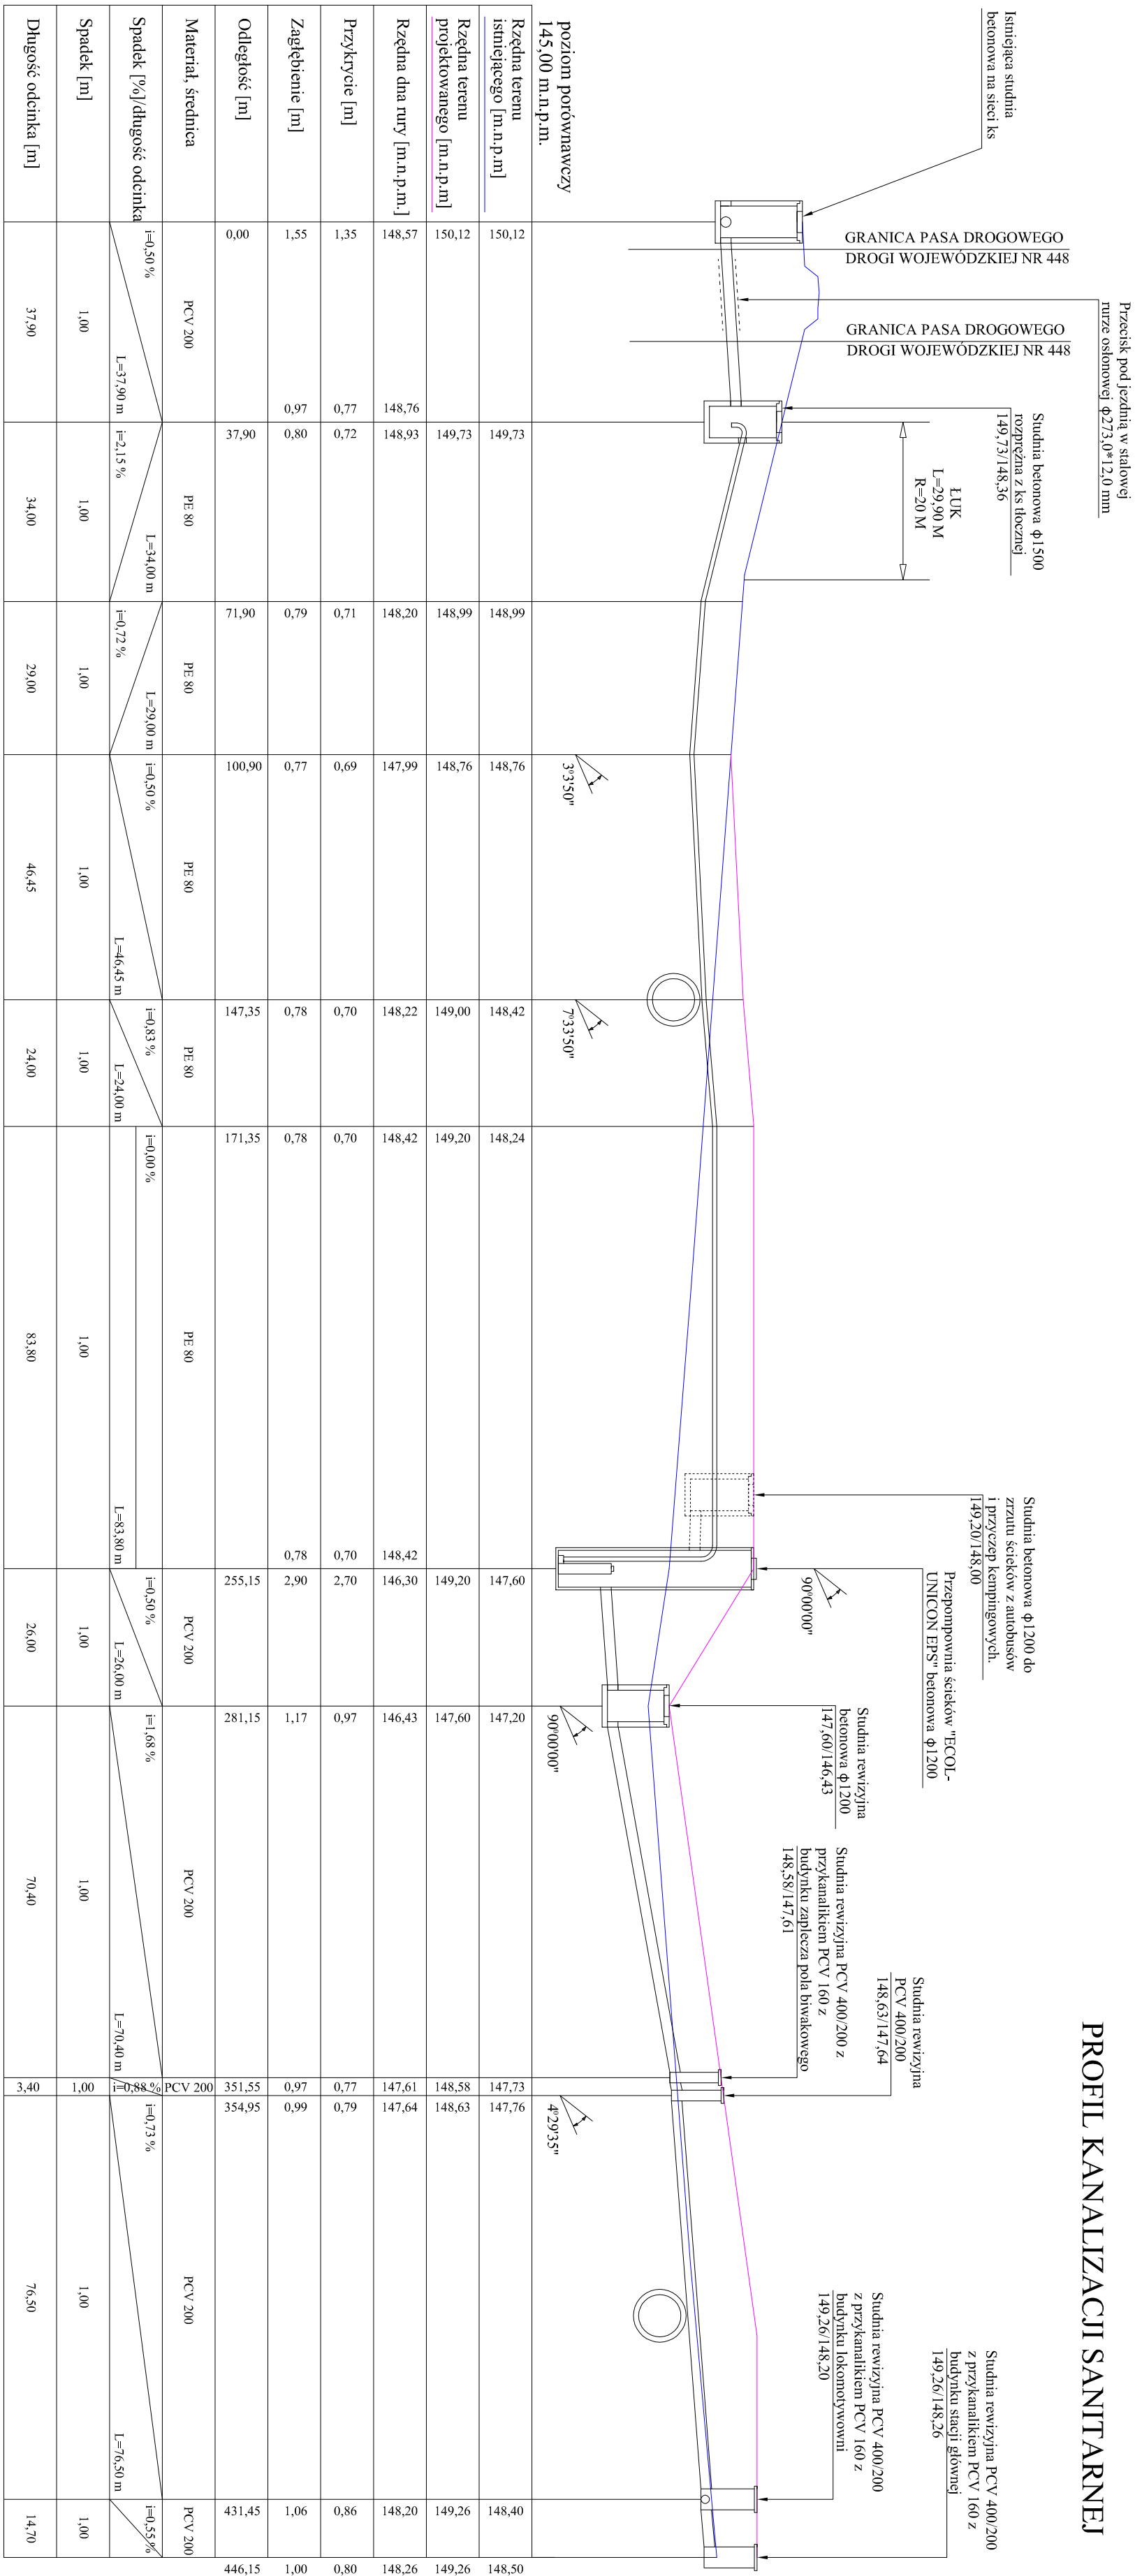 PROFIL KANALIZACJI SANITARNEJ
Istniejąca studnia
betonowa na sieci ks
GRANICA PASA DROGOWEGO
DROGI WOJEWÓDZKIEJ NR 448
Przecisk pod jezdnią w stalowej
rurze osłonowej ϕ273,0*12,0 mm
GRANICA PASA DROGOWEGO
DROGI WOJEWÓDZKIEJ NR 448
Studnia betonowa ϕ1500
rozprężna z ks tłocznej
149,73/148,36
ŁUK
L=29,90 M
R=20 M
Studnia betonowa ϕ1200 do
zrzutu ścieków z autobusów
i przyczep kempingowych.
149,20/148,00
Przepompownia ścieków "ECOL-
UNICON EPS" betonowa ϕ1200
Studnia rewizyjna
betonowa ϕ1200
147,60/146,43
Studnia rewizyjna PCV 400/200 z
przykanalikiem PCV 160 z
budynku zaplecza pola biwakowego
148,58/147,61
Studnia rewizyjna
PCV 400/200
148,63/147,64
Studnia rewizyjna PCV 400/200
z przykanalikiem PCV 160 z
budynku lokomotywowni
149,26/148,20
Studnia rewizyjna PCV 400/200
z przykanalikiem PCV 160 z
budynku stacji głównej
149,26/148,26
3°3'50"
7°33'50"
90°00'00"
90°00'00"
4°29'35"
poziom porównawczy
145,00 m.n.p.m.
Rzędna terenu
istniejącego [m.n.p.m]
150,12 149,73 148,99 148,76 148,42 148,24 147,60 147,20 147,73 147,76 148,40 148,50
Rzędna terenu
projektowanego [m.n.p.m]
150,12 149,73 148,99 148,76 149,00 149,20 149,20 147,60 148,58 148,63 149,26 149,26
Rzędna dna rury [m.n.p.m.]
148,57 148,76 148,93 148,20 147,99 148,22 148,42 148,42 146,30 146,43 147,61 147,64 148,20 148,26
Przykrycie [m]
1,35 0,77 0,72 0,71 0,69 0,70 0,70 0,70 2,70 0,97 0,77 0,79 0,86 0,80
Zagłębienie [m]
1,55 0,97 0,80 0,79 0,77 0,78 0,78 0,78 2,90 1,17 0,97 0,99 1,06 1,00
Odległość [m]
0,00 37,90 71,90 100,90 147,35 171,35 255,15 281,15 351,55 354,95 431,45 446,15
Materiał, średnica
PCV 200 PE 80 PE 80 PE 80 PE 80 PE 80 PCV 200 PCV 200 PCV 200 PCV 200 PCV 200
Spadek [%]/długość odcinka
i=0,50 % L=37,90 m i=2,15 % L=34,00 m i=0,72 % L=29,00 m i=0,50 % L=46,45 m i=0,83 % L=24,00 m i=0,00 % L=83,80 m i=0,50 % L=26,00 m i=1,68 % L=70,40 m i=0,88 % i=0,73 % L=76,50 m i=0,55 %
Spadek [m]
1,00 1,00 1,00 1,00 1,00 1,00 1,00 1,00 1,00 1,00 1,00
Długość odcinka [m]
37,90 34,00 29,00 46,45 24,00 83,80 26,00 70,40 3,40 76,50 14,70